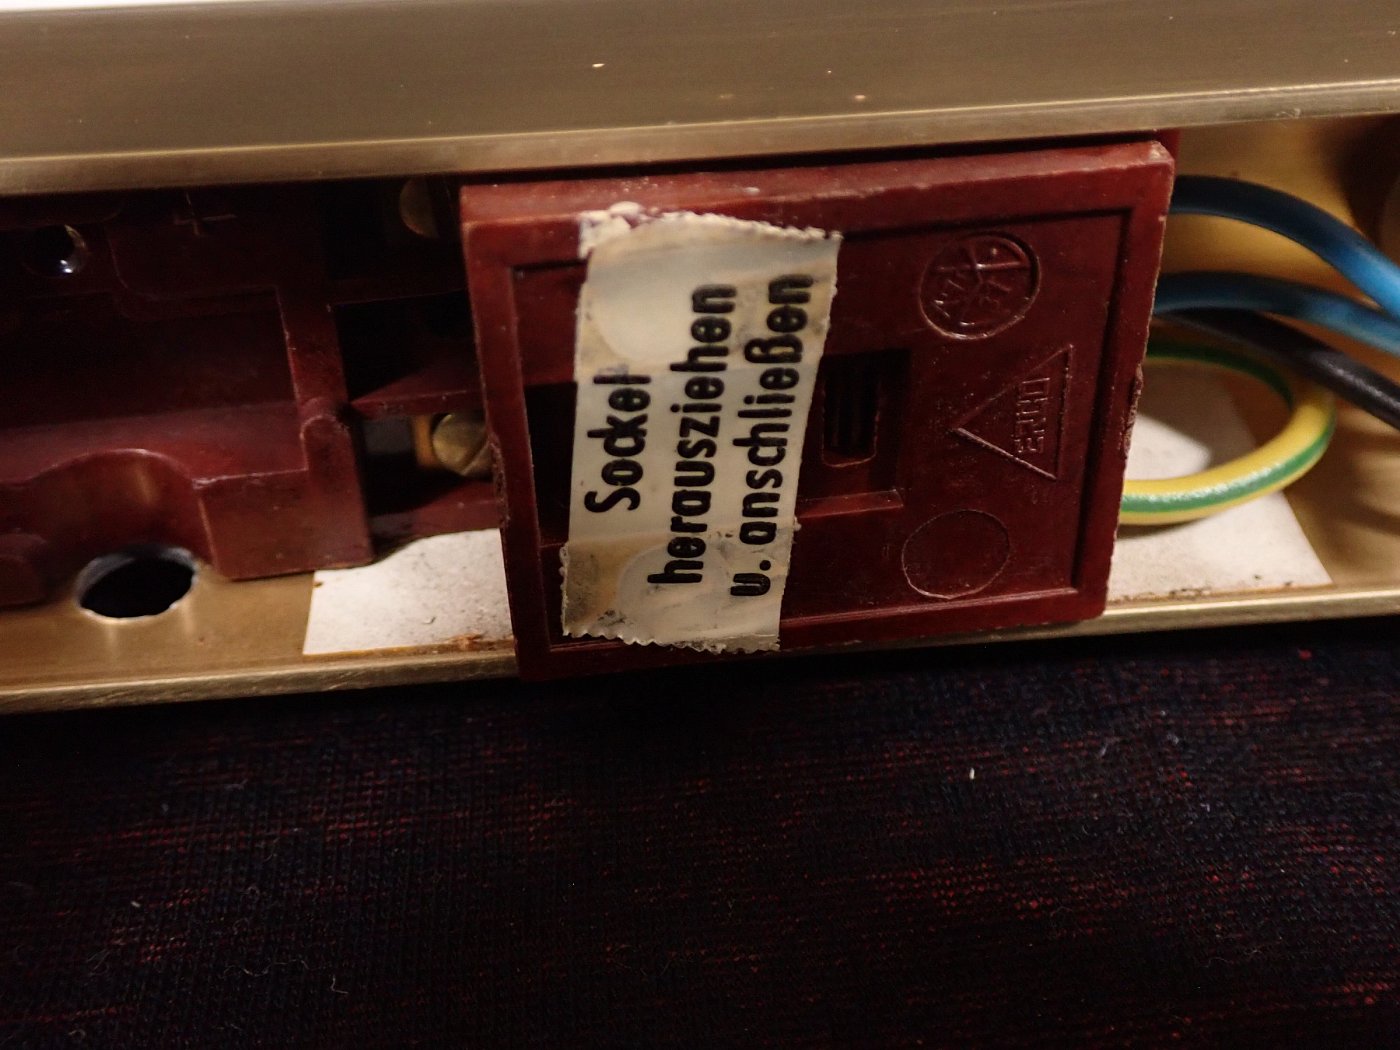 Sockel
herausziehen
u. anschließen